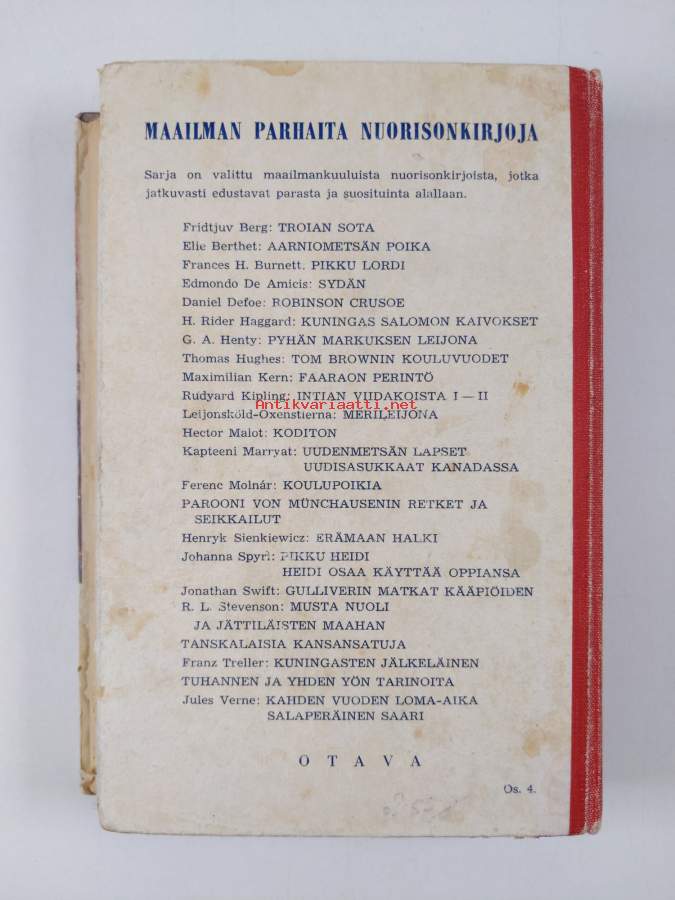 MAAILMAN PARHAITA NUORISONKIRJOJA
Sarja on valittu maailmankuuluista nuorisonkirjoista, jotka
jatkuvasti edustavat parasta ja suosituinta alallaan.
Fridtjuv Berg: TROIAN SOTA
Elie Berthet: AARNIOMETSÄN POIKA
Frances H. Burnett. PIKKU LORDI
Edmondo De Amicis: SYDÄN
Daniel Defoe: ROBINSON CRUSOE
H. Rider Haggard: KUNINGAS SALOMON KAIVOKSET
G. A. Henty: PYHÄN MARKUKSEN LEIJONA
Thomas Hughes: TOM BROWNIN KOULUVUODET
Maximilian Kern: FAARAON PERINTÖ
Rudyard Kipling: INTIAN VIIDAKOISTA I — II
Antikvariaatti.net
Leijonsköld-Oxenstierna: MERILEIJONA
Hector Malot: KODITON
Kapteeni Marryat: UUDENMETSÄN LAPSET
UUDISASUKKAAT KANADASSA
Ferenc Molnár: KOULUPOIKIA
PAROONI VON MÜNCHAUSENIN RETKET JA
SEIKKAILUT
Henryk Sienkiewicz: ERÄMAAN HALKI
Johanna Spyri: PIKKU HEIDI
HEIDI OSAA KÄYTTÄÄ OPPIANSA
Jonathan Swift: GULLIVERIN MATKAT KÄÄPIÖIDEN
R. L. Stevenson: MUSTA NUOLI
JA JÄTTILÄISTEN MAAHAN
TANSKALAISIA KANSANSATUJA
Franz Treller: KUNINGASTEN JÄLKELÄINEN
TUHANNEN JA YHDEN YÖN TARINOITA
Jules Verne: KAHDEN VUODEN LOMA-AIKA
SALAPERÄINEN SAARI
OTAVA
Os. 4.